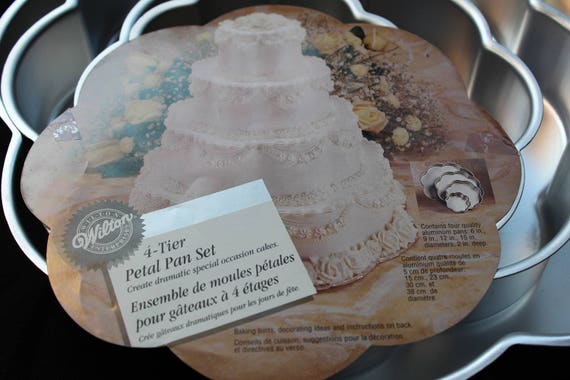 WILTON
Wilton
ENTERPRISES
4-Tier
Petal Pan Set
Create dramatic special occasion cakes.
Ensemble de moules pétales
pour gâteaux à 4 étages
Crée gâteaux dramatiques pour les jours de fête.
Contains four quality
aluminum pans: 6 in.,
9 in., 12 in., 15 in.
diameters; 2 in. deep.
Contient quatre moules en
aluminium qualité de
5 cm de profondeur:
15 cm., 23 cm.,
30 cm. et
38 cm. de
diamètre.
Baking hints, decorating ideas and instructions on back.
Conseils de cuisson, suggestions pour la décoration
et directives au verso.